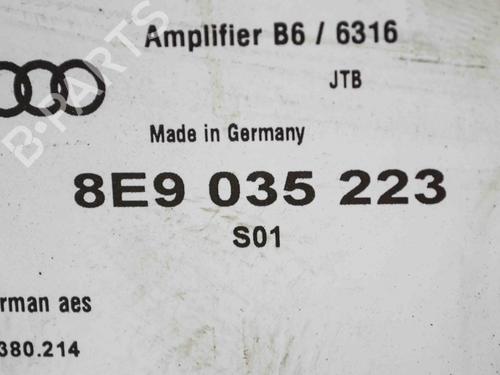 Amplifier B6 / 6316
JTB
Made in Germany
8E9 035 223
S01
rman aes
380.214
B-PARTS